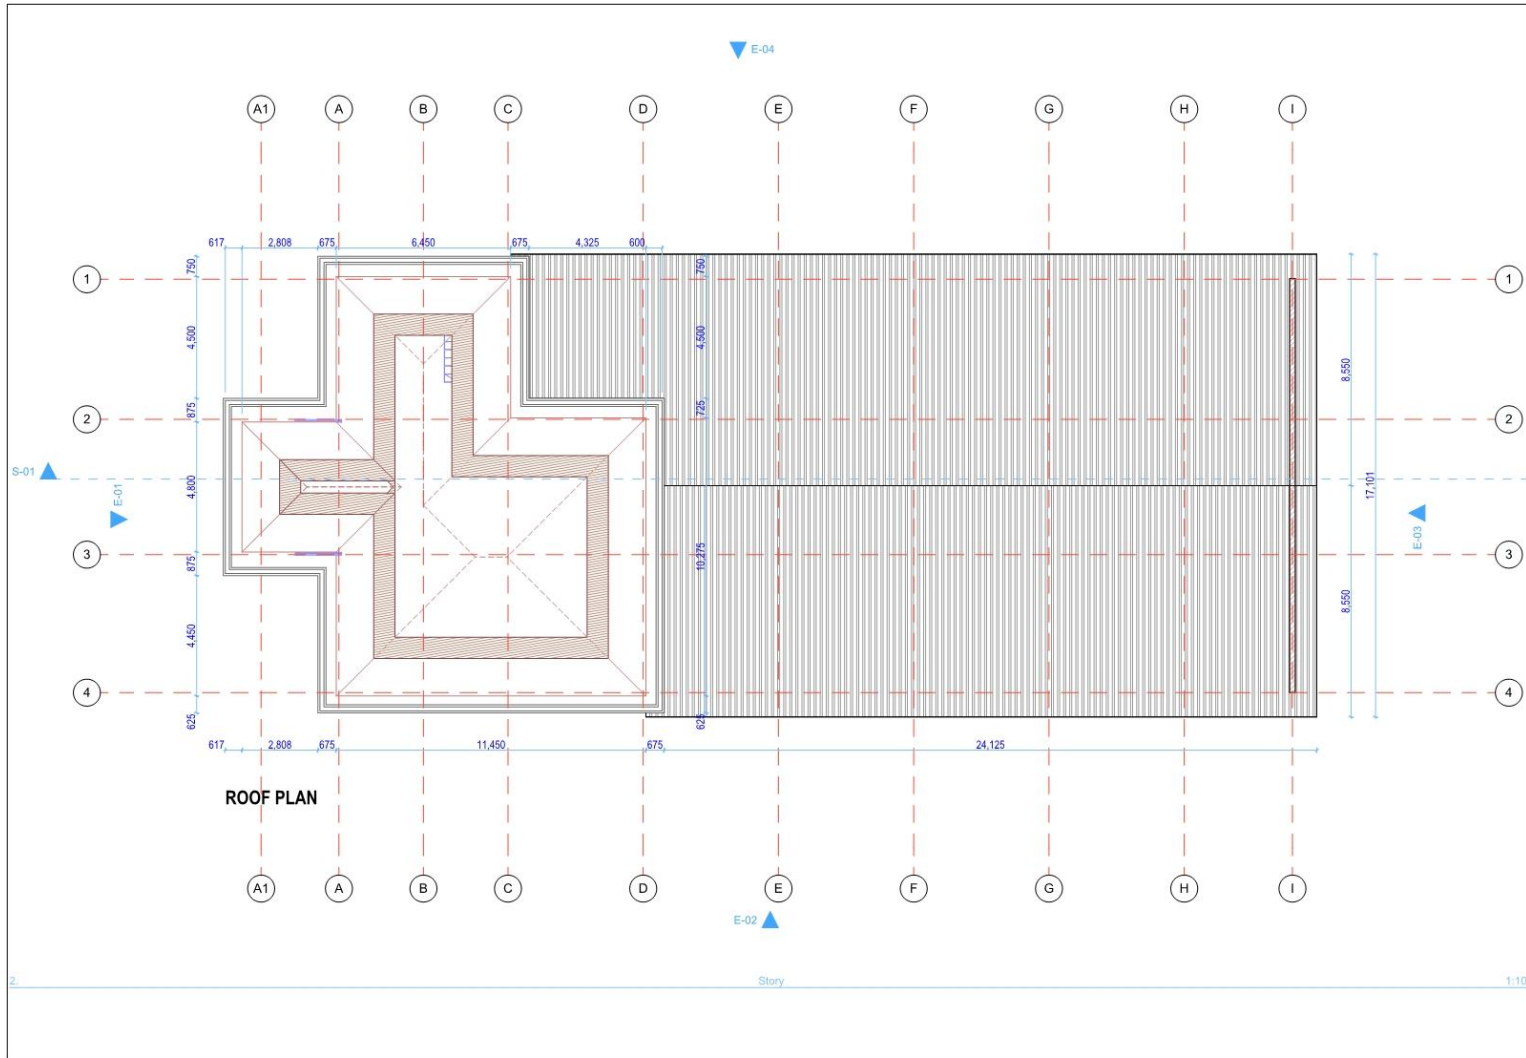 E-04
A1 A B C D E F G H I
617 2,808 675 6,450 675 4,325 600
750 750
1 1
4,500 4,500 8,550
875 725
2 2
S-01
E-01 4,800 17,101 E-03
3 875 10,275 3
4,450 8,550
4 4
625 625
617 2,808 675 11,450 675 24,125
ROOF PLAN
A1 A B C D E F G H I
E-02
2. Story 1:10